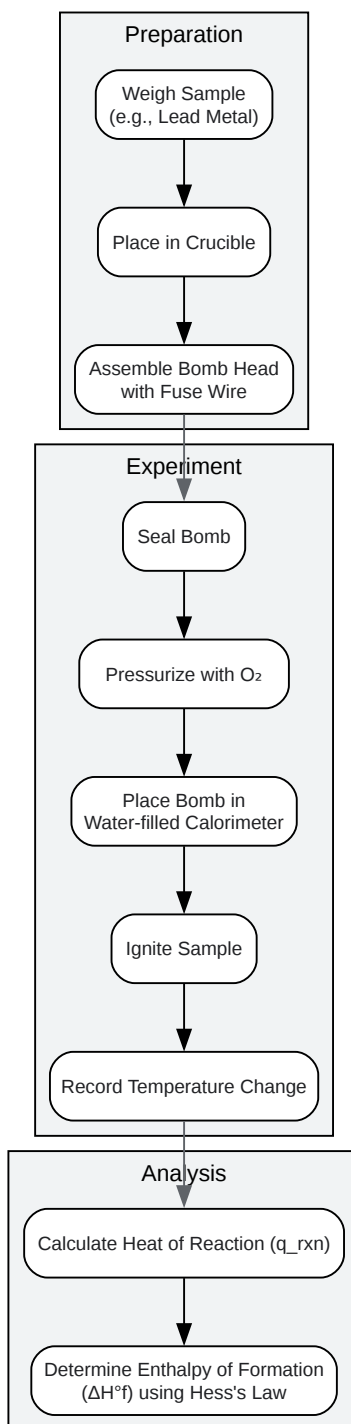 Preparation
Weigh Sample
(e.g., Lead Metal)
Place in Crucible
Assemble Bomb Head
with Fuse Wire
Experiment
Seal Bomb
Pressurize with O₂
Place Bomb in
Water-filled Calorimeter
Ignite Sample
Record Temperature Change
Analysis
Calculate Heat of Reaction (q_rxn)
Determine Enthalpy of Formation
(ΔH°f) using Hess's Law